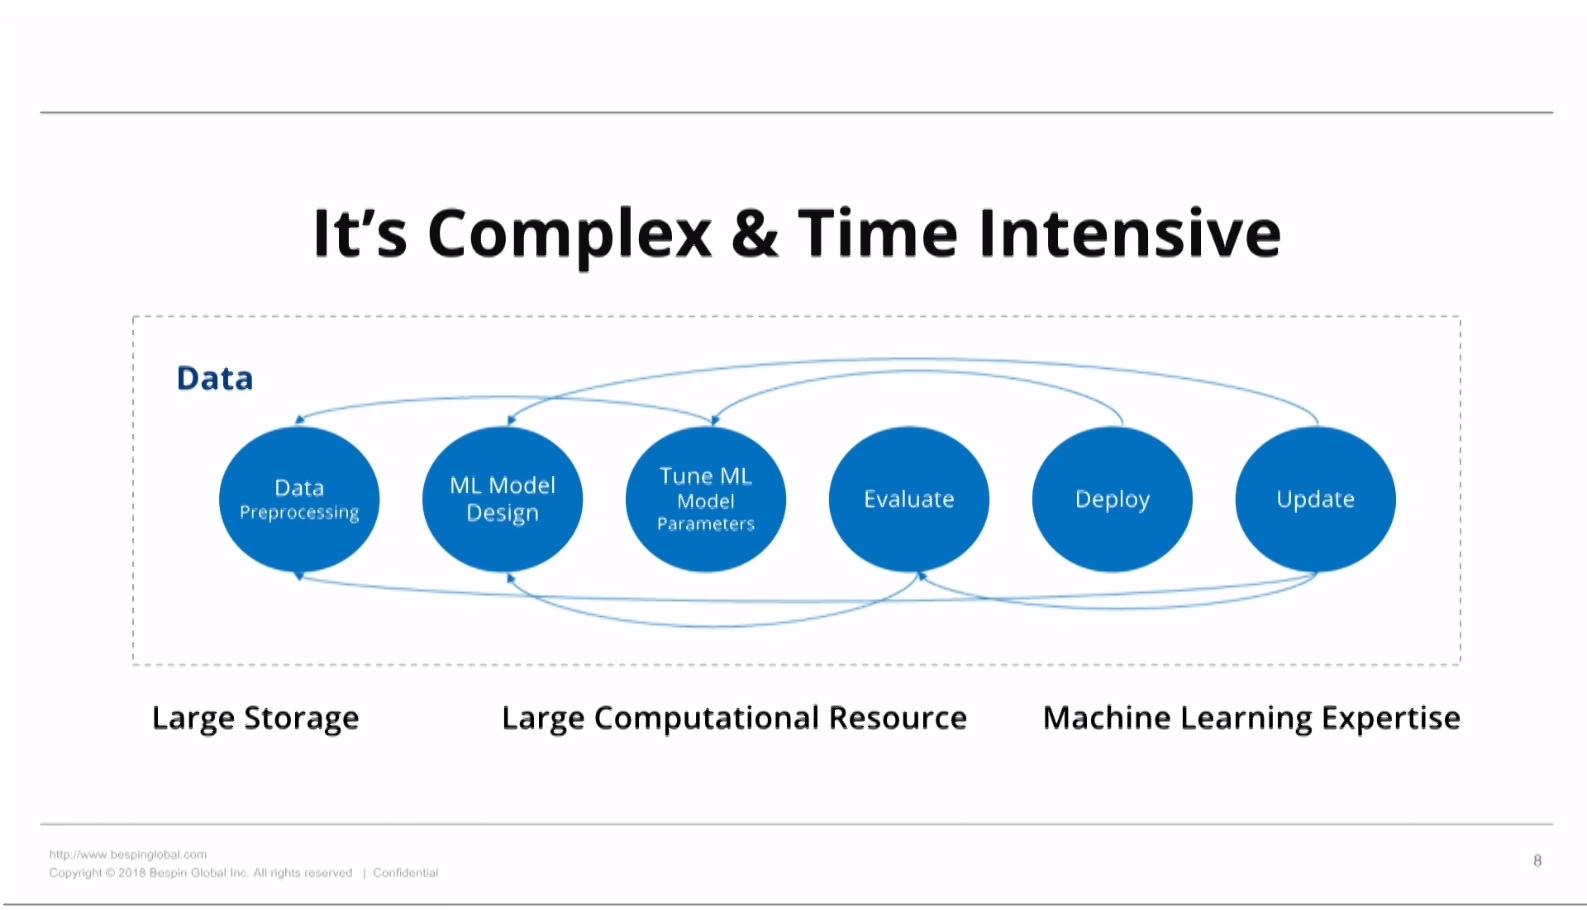 It’s Complex & Time Intensive
Data
Data
Preprocessing
ML Model
Design
Tune ML
Model
Parameters
Evaluate
Deploy
Update
Large Storage
Large Computational Resource
Machine Learning Expertise
http://www.bespinglobal.com
Copyright © 2018 Bespin Global Inc. All rights reserved | Confidential
8